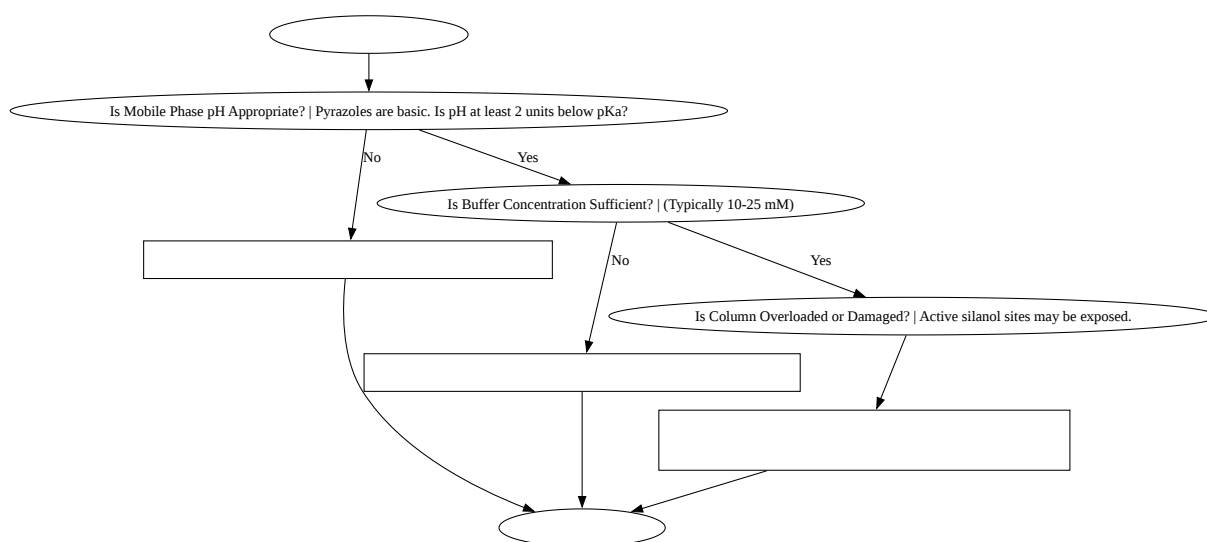 Is Mobile Phase pH Appropriate? | Pyrazoles are basic. Is pH at least 2 units below pKa?
No
Yes
Is Buffer Concentration Sufficient? | (Typically 10-25 mM)
No
Yes
Is Column Overloaded or Damaged? | Active silanol sites may be exposed.